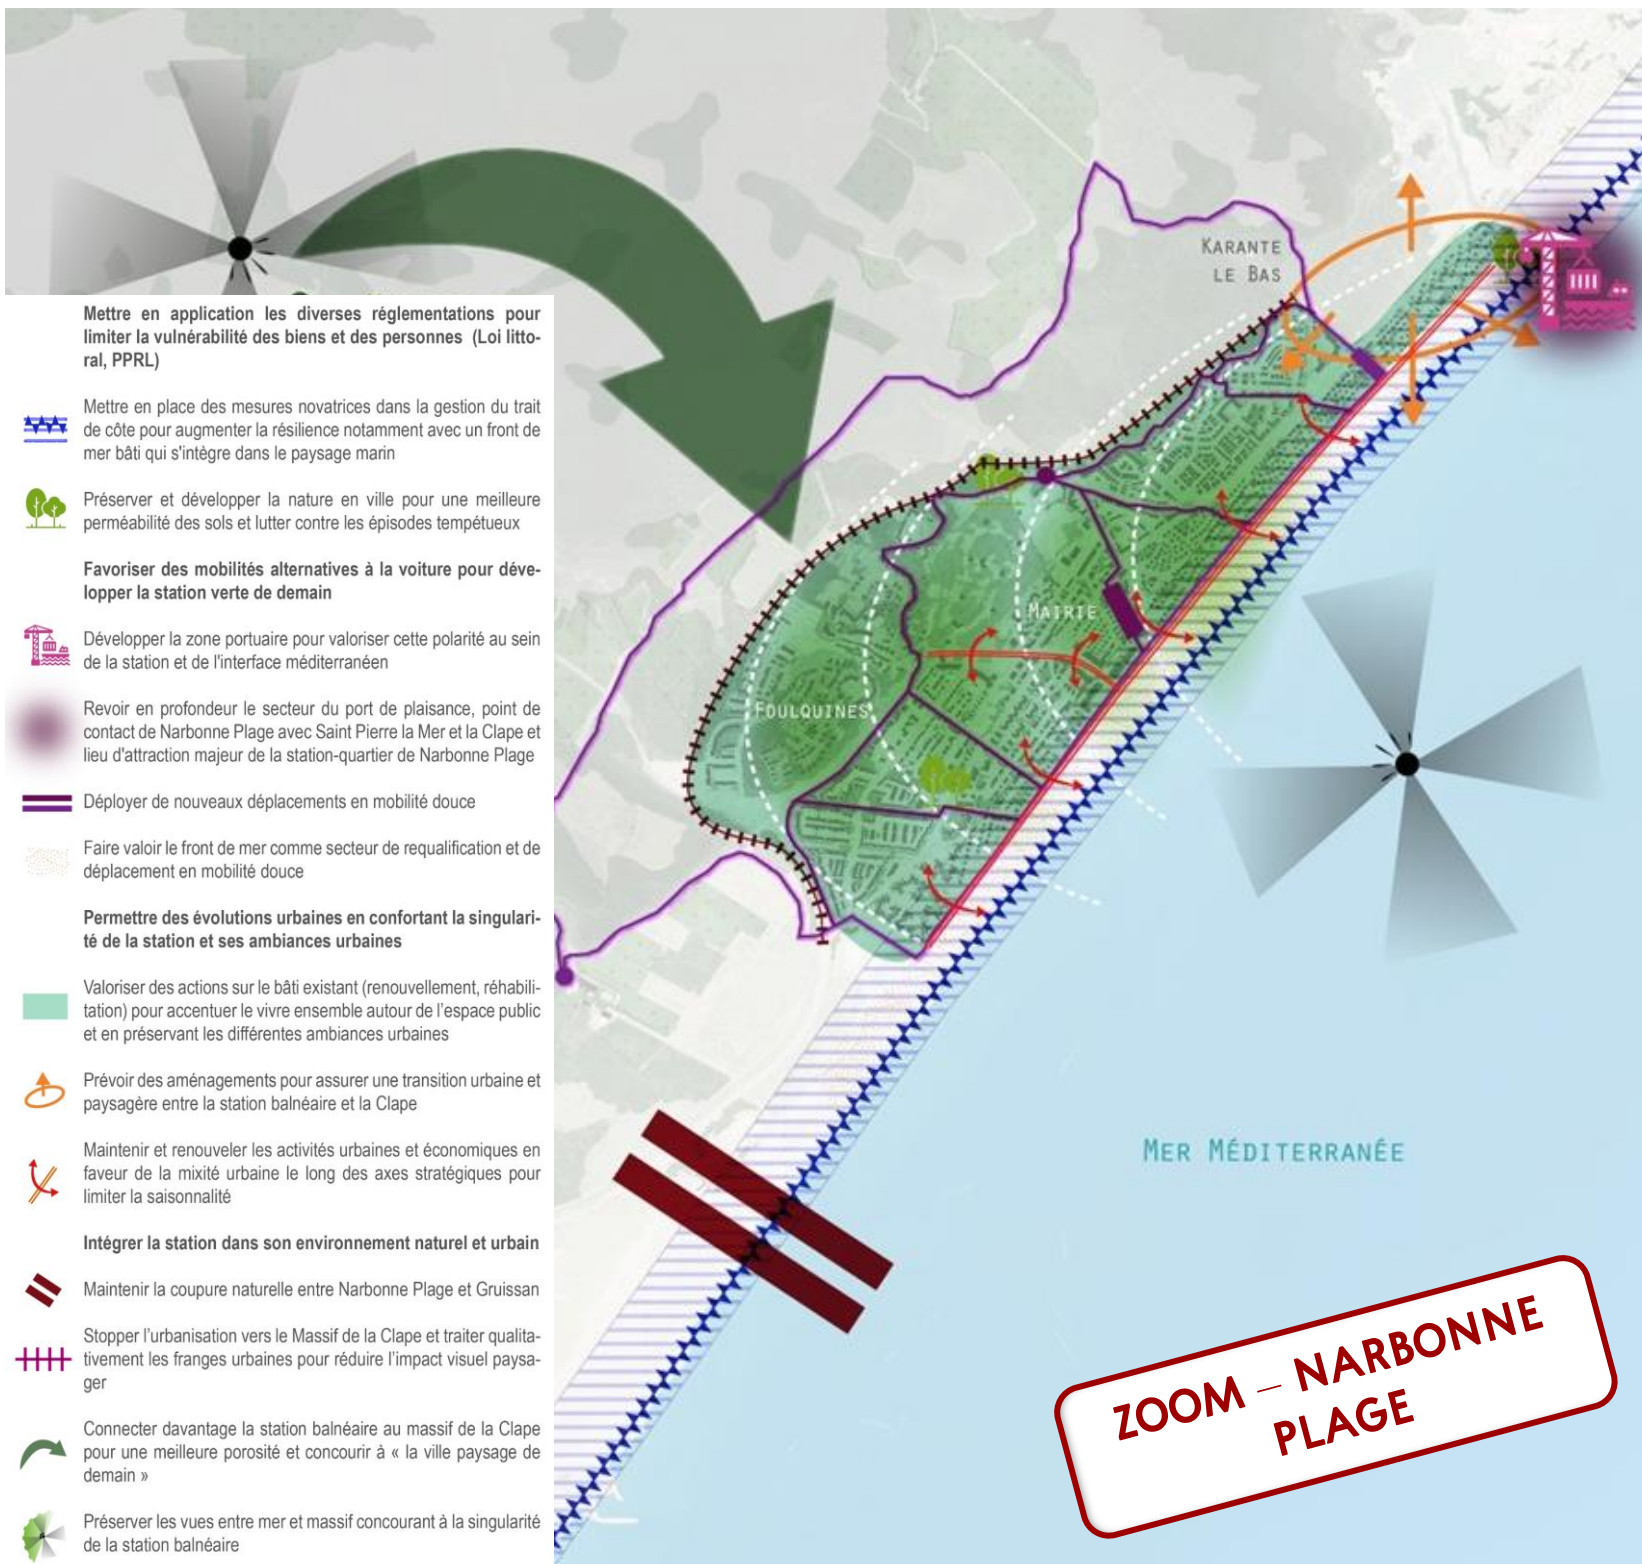 Mettre en application les diverses réglementations pour
limiter la vulnérabilité des biens et des personnes (Loi litto-
ral, PPRL)
Mettre en place des mesures novatrices dans la gestion du trait
de côte pour augmenter la résilience notamment avec un front de
mer bâti qui s'intègre dans le paysage marin
Préserver et développer la nature en ville pour une meilleure
perméabilité des sols et lutter contre les épisodes tempétueux
Favoriser des mobilités alternatives à la voiture pour déve-
lopper la station verte de demain
Développer la zone portuaire pour valoriser cette polarité au sein
de la station et de l'interface méditerranéen
Revoir en profondeur le secteur du port de plaisance, point de
contact de Narbonne Plage avec Saint Pierre la Mer et la Clape et
lieu d'attraction majeur de la station-quartier de Narbonne Plage
Déployer de nouveaux déplacements en mobilité douce
Faire valoir le front de mer comme secteur de requalification et de
déplacement en mobilité douce
Permettre des évolutions urbaines en confortant la singulari-
té de la station et ses ambiances urbaines
Valoriser des actions sur le bâti existant (renouvellement, réhabili-
tation) pour accentuer le vivre ensemble autour de l'espace public
et en préservant les différentes ambiances urbaines
Prévoir des aménagements pour assurer une transition urbaine et
paysagère entre la station balnéaire et la Clape
Maintenir et renouveler les activités urbaines et économiques en
faveur de la mixité urbaine le long des axes stratégiques pour
limiter la saisonnalité
Intégrer la station dans son environnement naturel et urbain
Maintenir la coupure naturelle entre Narbonne Plage et Gruissan
Stopper l'urbanisation vers le Massif de la Clape et traiter qualita-
tivement les franges urbaines pour réduire l'impact visuel paysa-
ger
Connecter davantage la station balnéaire au massif de la Clape
pour une meilleure porosité et concourir à « la ville paysage de
demain »
Préserver les vues entre mer et massif concourant à la singularité
de la station balnéaire
KARANTE
LE BAS
MAIRIE
FOULQUINES
MER MÉDITERRANÉE
ZOOM – NARBONNE
PLAGE